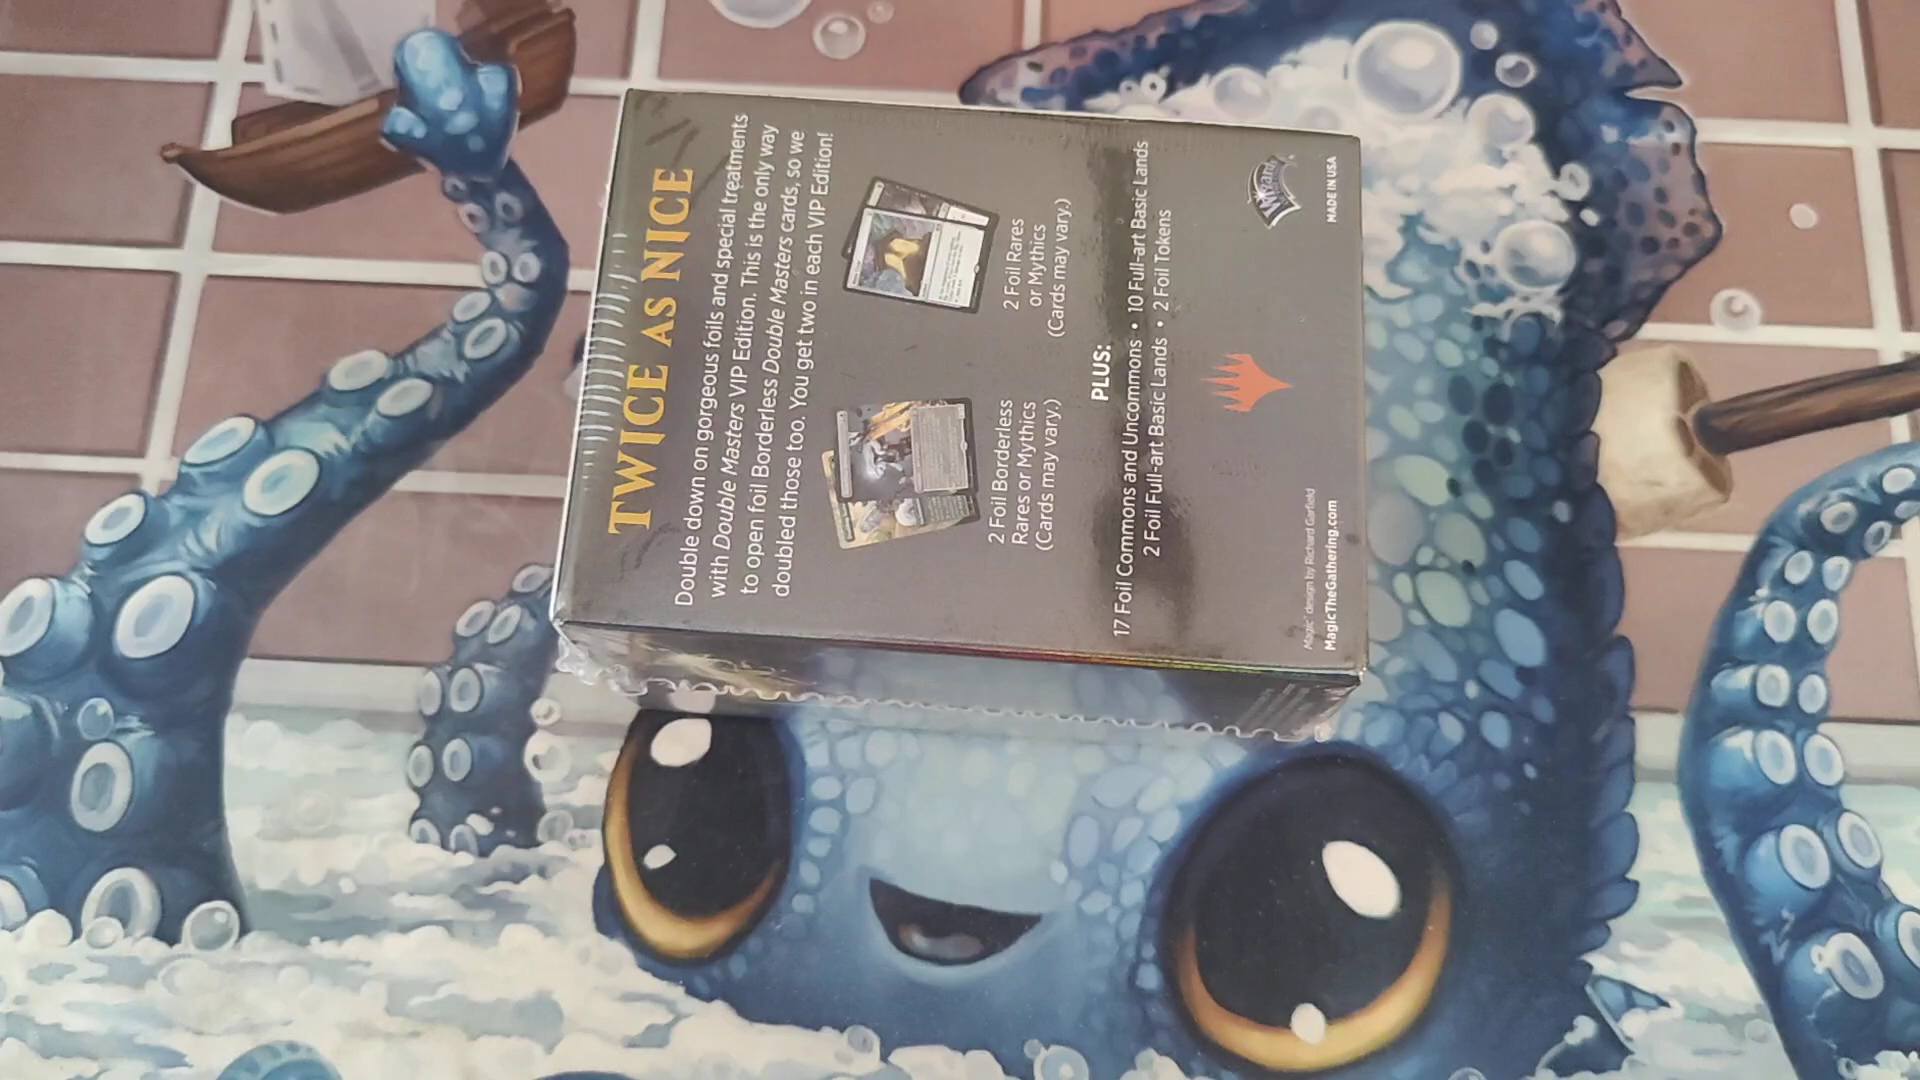 TWICE AS NICE
Double down on gorgeous foils and special treatments
with Double Masters VIP Edition. This is the only way
to open foil Borderless Double Masters cards, so we
doubled those too. You get two in each VIP Edition!
2 Foil Borderless
Rares or Mythics
(Cards may vary.)
2 Foil Rares
or Mythics
(Cards may vary.)
PLUS:
17 Foil Commons and Uncommons • 10 Full-art Basic Lands
2 Foil Full-art Basic Lands • 2 Foil Tokens
Magic® design by Richard Garfield
MagicTheGathering.com
Wizards
MADE IN USA